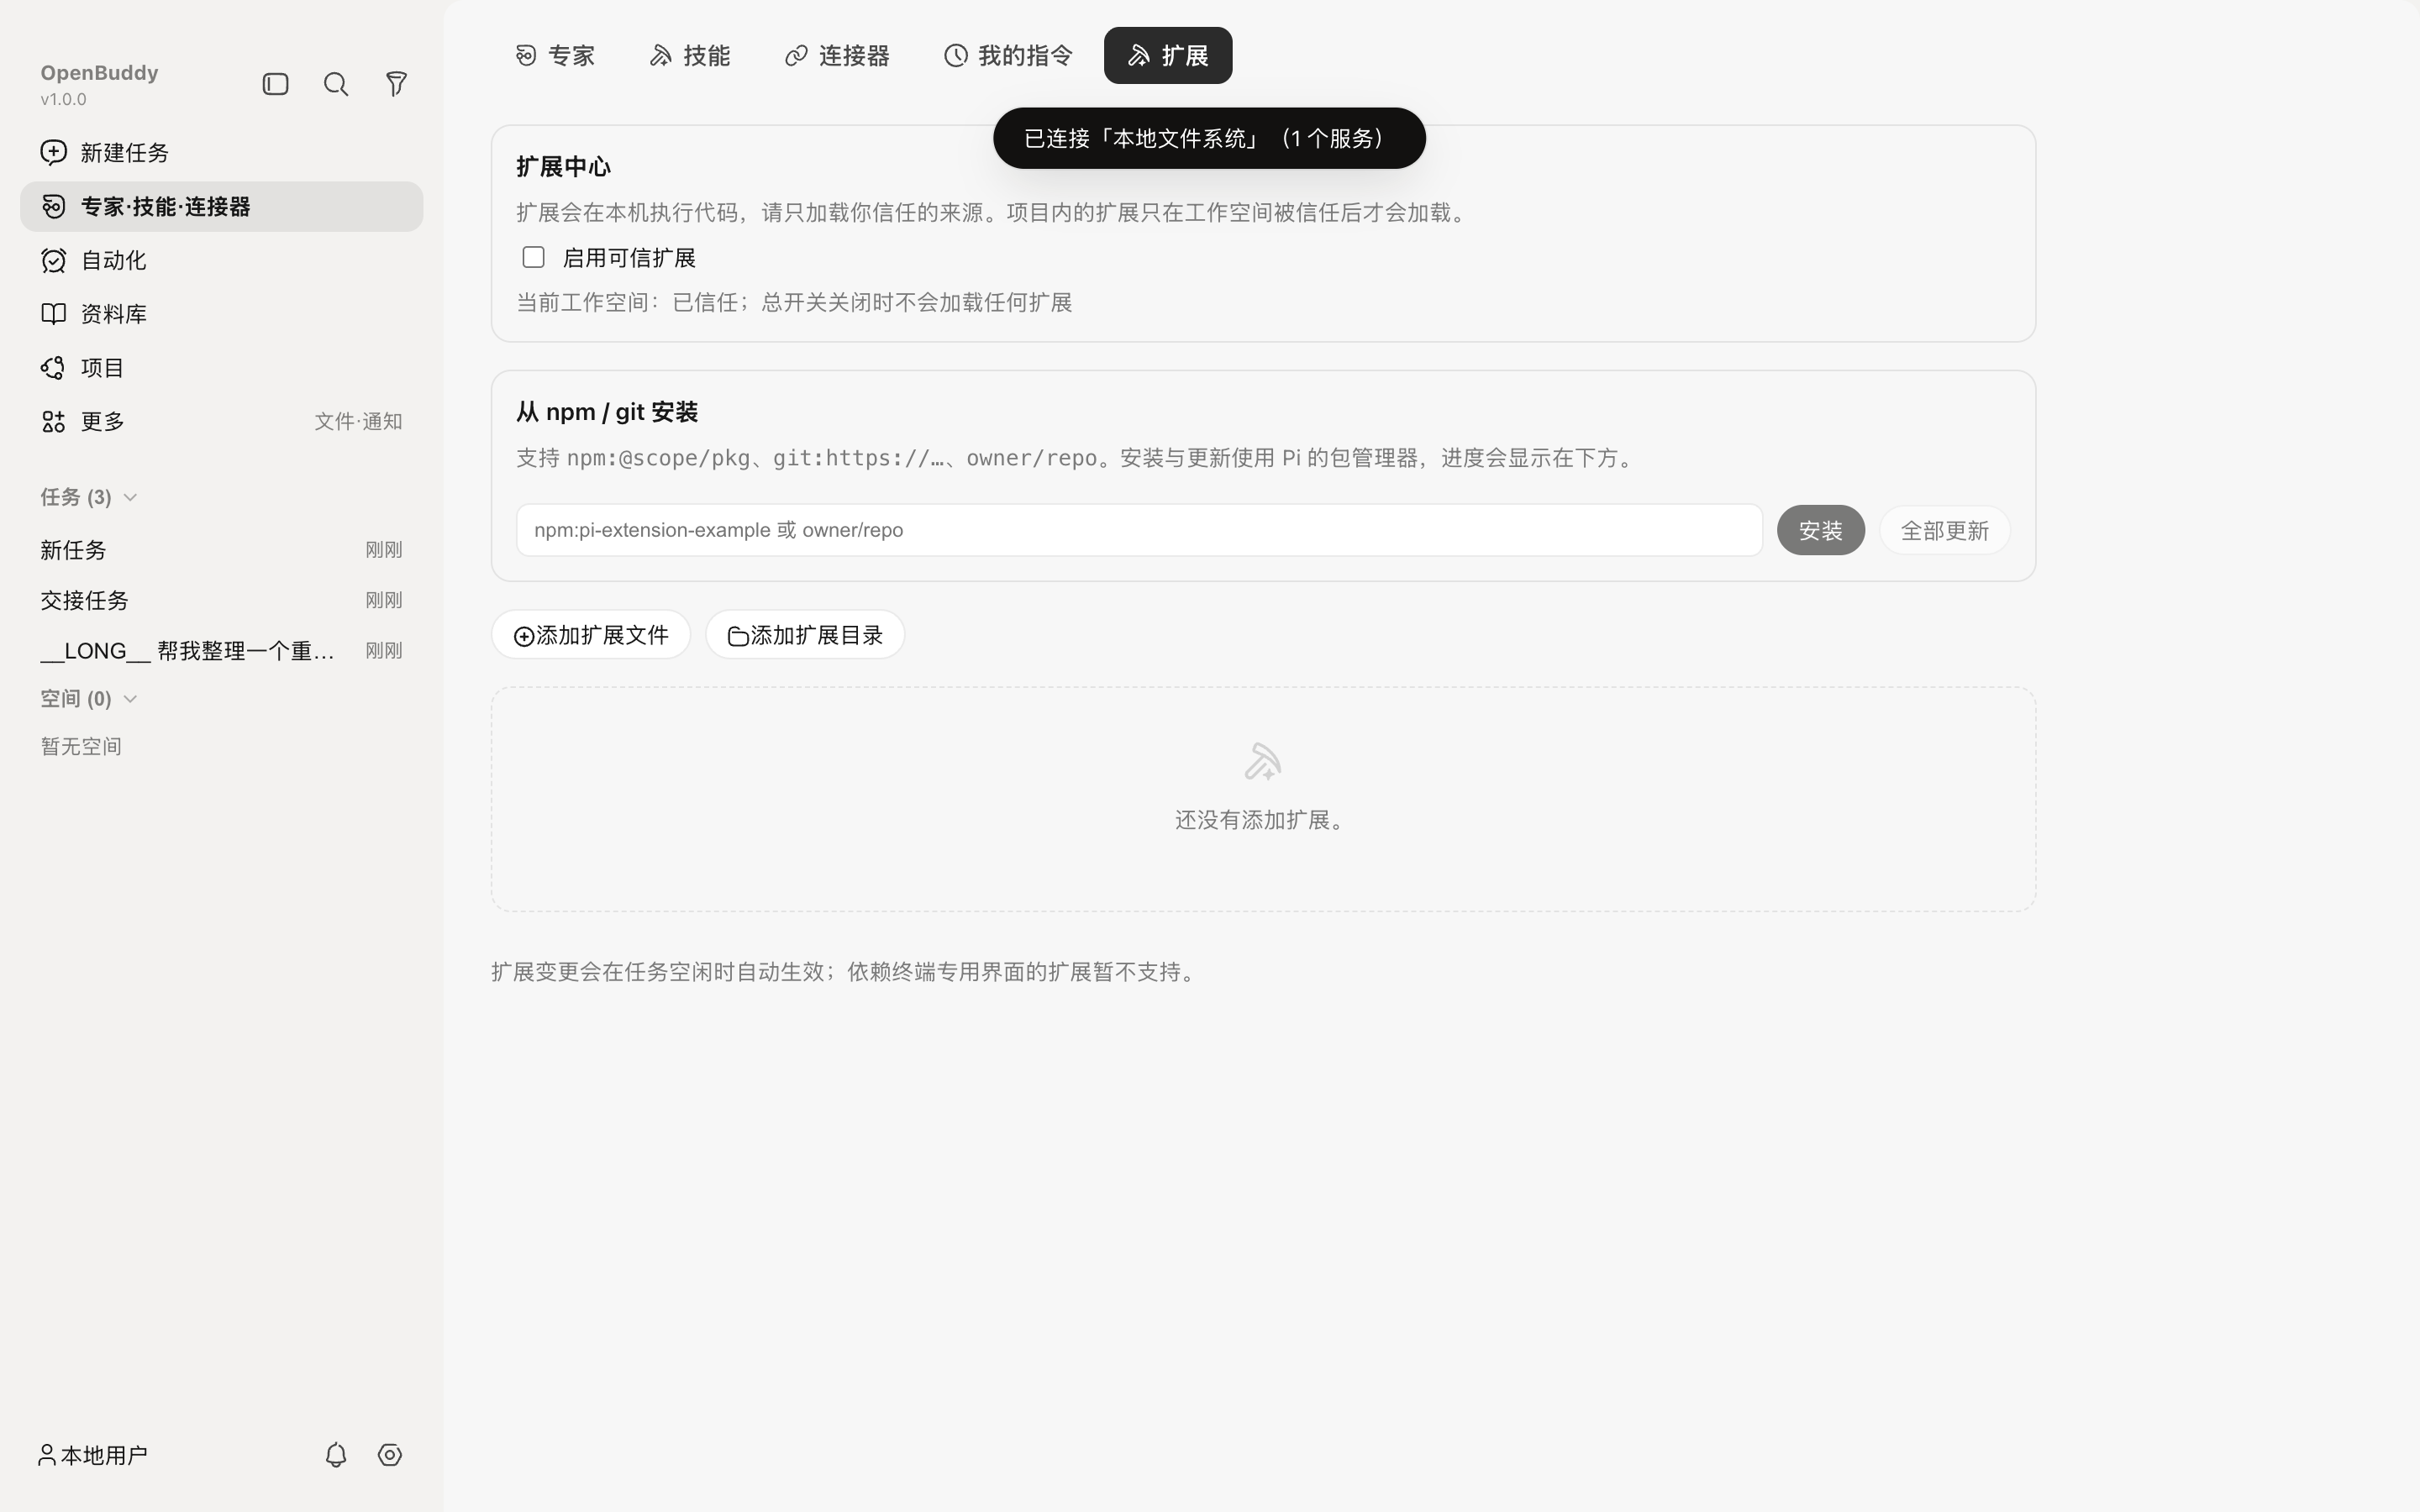 OpenBuddy
v1.0.0
新建任务
专家·技能·连接器
自动化
资料库
项目
更多 文件·通知
任务 (3)
新任务 刚刚
交接任务 刚刚
__LONG__ 帮我整理一个重… 刚刚
空间 (0)
暂无空间
本地用户
专家 技能 连接器 我的指令 扩展
已连接「本地文件系统」（1 个服务）
扩展中心
扩展会在本机执行代码，请只加载你信任的来源。项目内的扩展只在工作空间被信任后才会加载。
启用可信扩展
当前工作空间：已信任；总开关关闭时不会加载任何扩展
从 npm / git 安装
支持 npm:@scope/pkg、git:https://…、owner/repo。安装与更新使用 Pi 的包管理器，进度会显示在下方。
npm:pi-extension-example 或 owner/repo 安装 全部更新
添加扩展文件 添加扩展目录
还没有添加扩展。
扩展变更会在任务空闲时自动生效；依赖终端专用界面的扩展暂不支持。